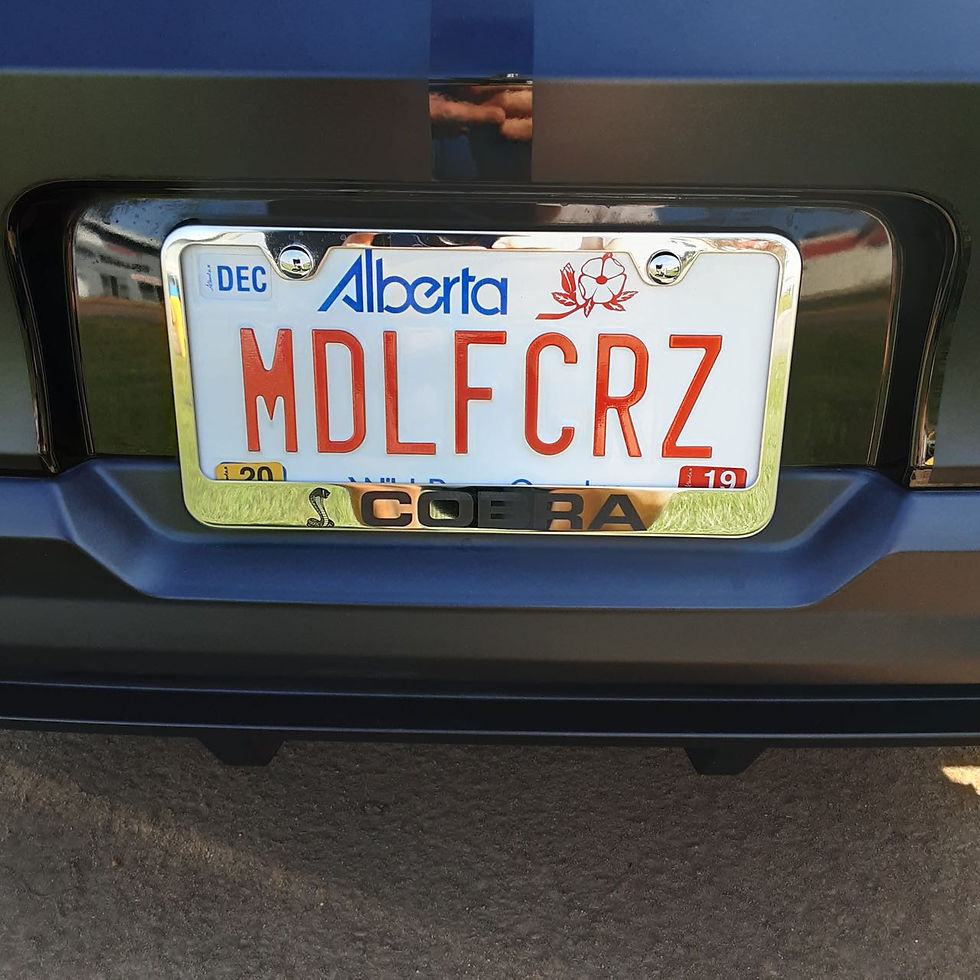 DEC
Alberta
MDLFCRZ
20
19
COBRA